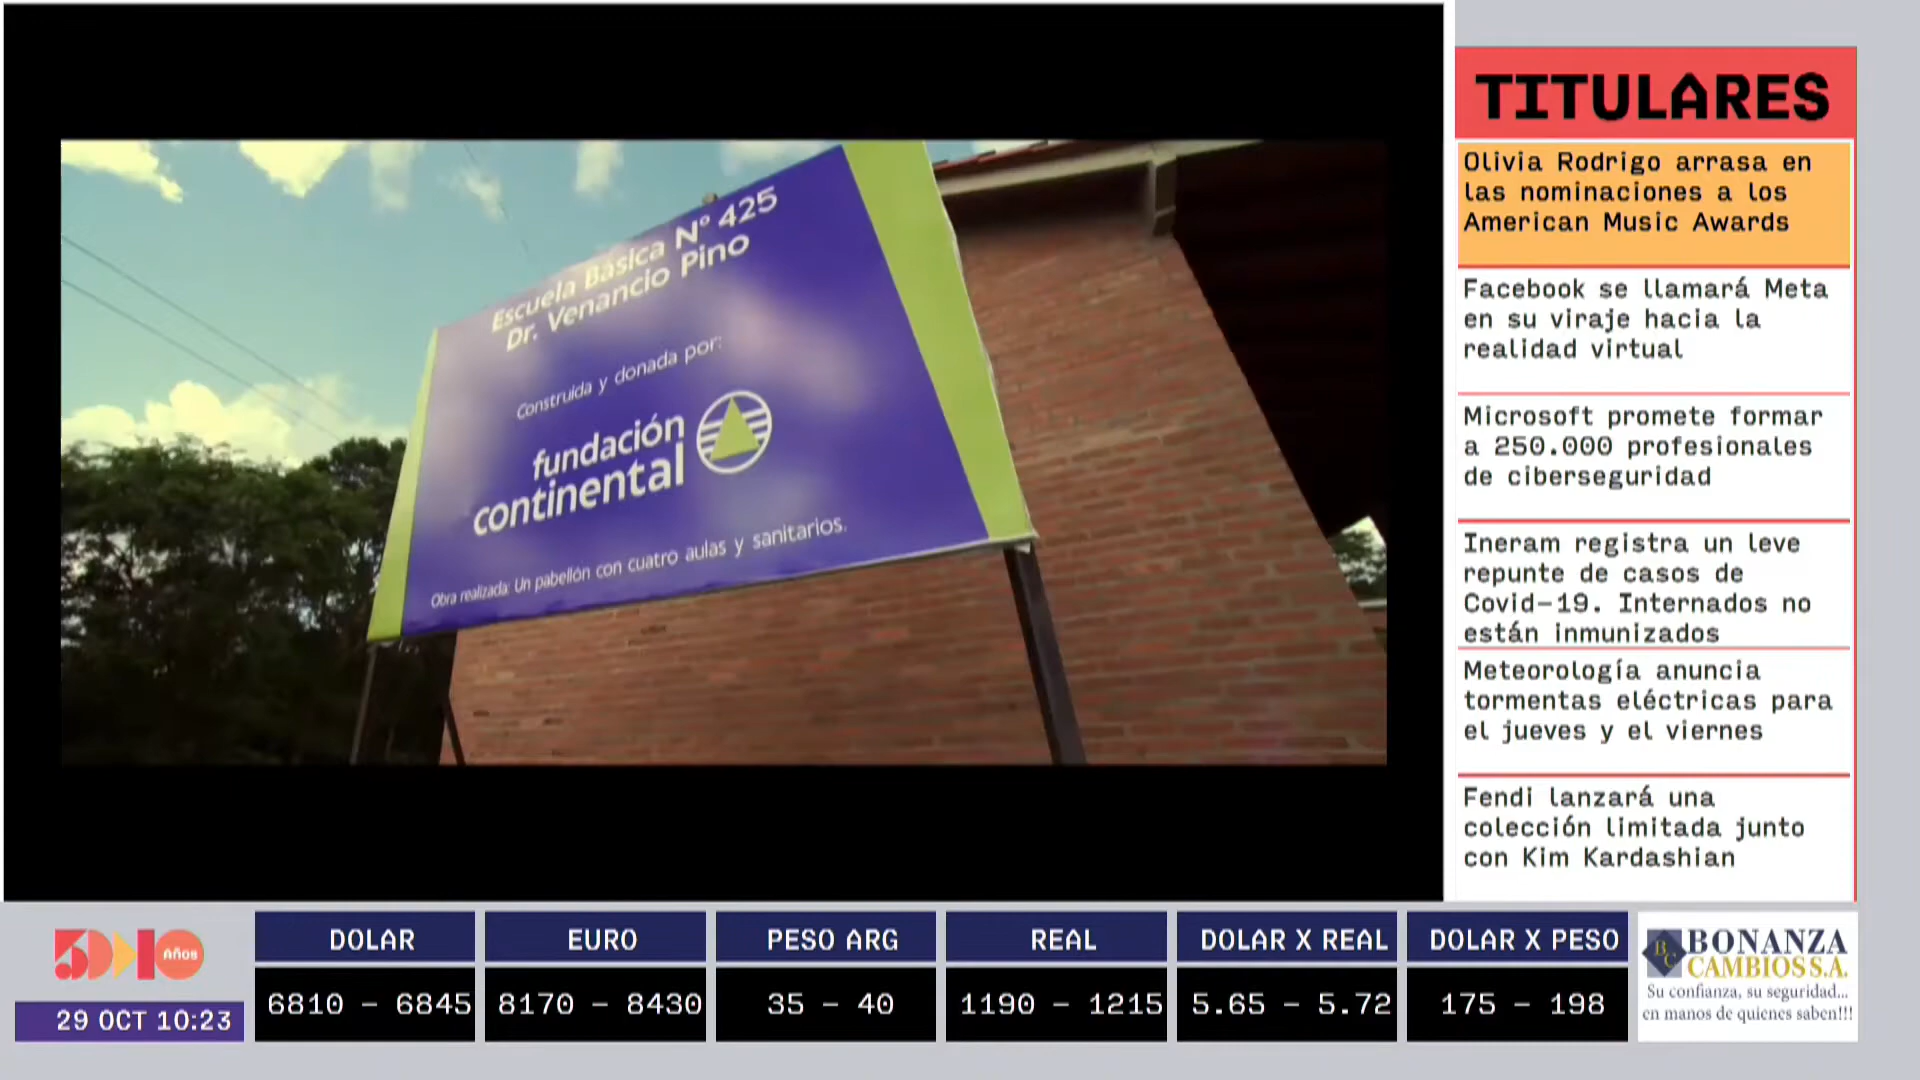 Escuela Básica Nº 425
Dr. Venancio Pino
Construida y donada por:
fundación
continental
Obra realizada: Un pabellón con cuatro aulas y sanitarios.
TITULARES
Olivia Rodrigo arrasa en
las nominaciones a los
American Music Awards
Facebook se llamará Meta
en su viraje hacia la
realidad virtual
Microsoft promete formar
a 250.000 profesionales
de ciberseguridad
Ineram registra un leve
repunte de casos de
Covid-19. Internados no
están inmunizados
Meteorología anuncia
tormentas eléctricas para
el jueves y el viernes
Fendi lanzará una
colección limitada junto
con Kim Kardashian
Años
29 OCT 10:23
DOLAR
6810 - 6845
EURO
8170 - 8430
PESO ARG
35 - 40
REAL
1190 - 1215
DOLAR X REAL
5.65 - 5.72
DOLAR X PESO
175 - 198
BC
BONANZA
CAMBIOS S.A.
Su confianza, su seguridad...
en manos de quienes saben!!!